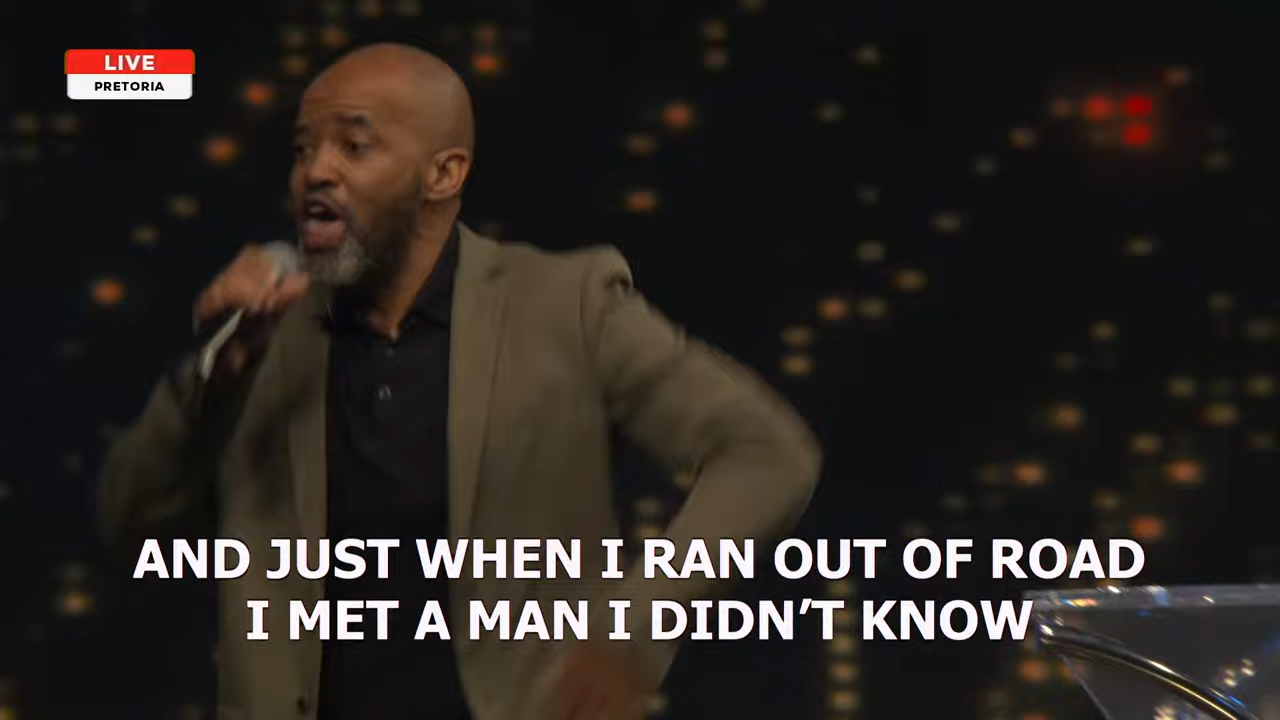 LIVE
PRETORIA
AND JUST WHEN I RAN OUT OF ROAD
I MET A MAN I DIDN’T KNOW